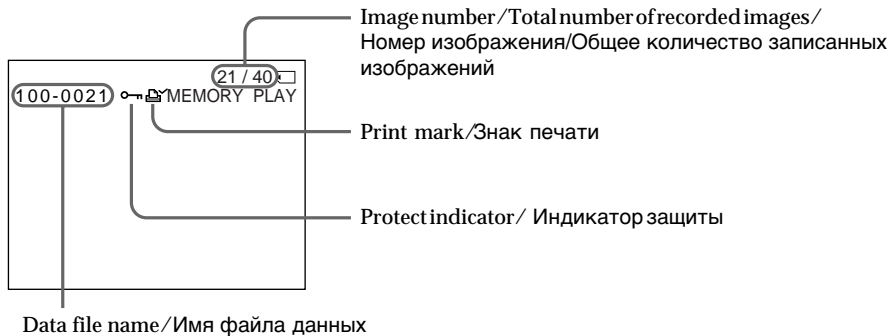 Image number/Total number of recorded images/
Номер изображения/Общее количество записанных
изображений
21 / 40
100-0021 MEMORY PLAY
Print mark/Знак печати
Protect indicator/ Индикатор защиты
Data file name/Имя файла данных